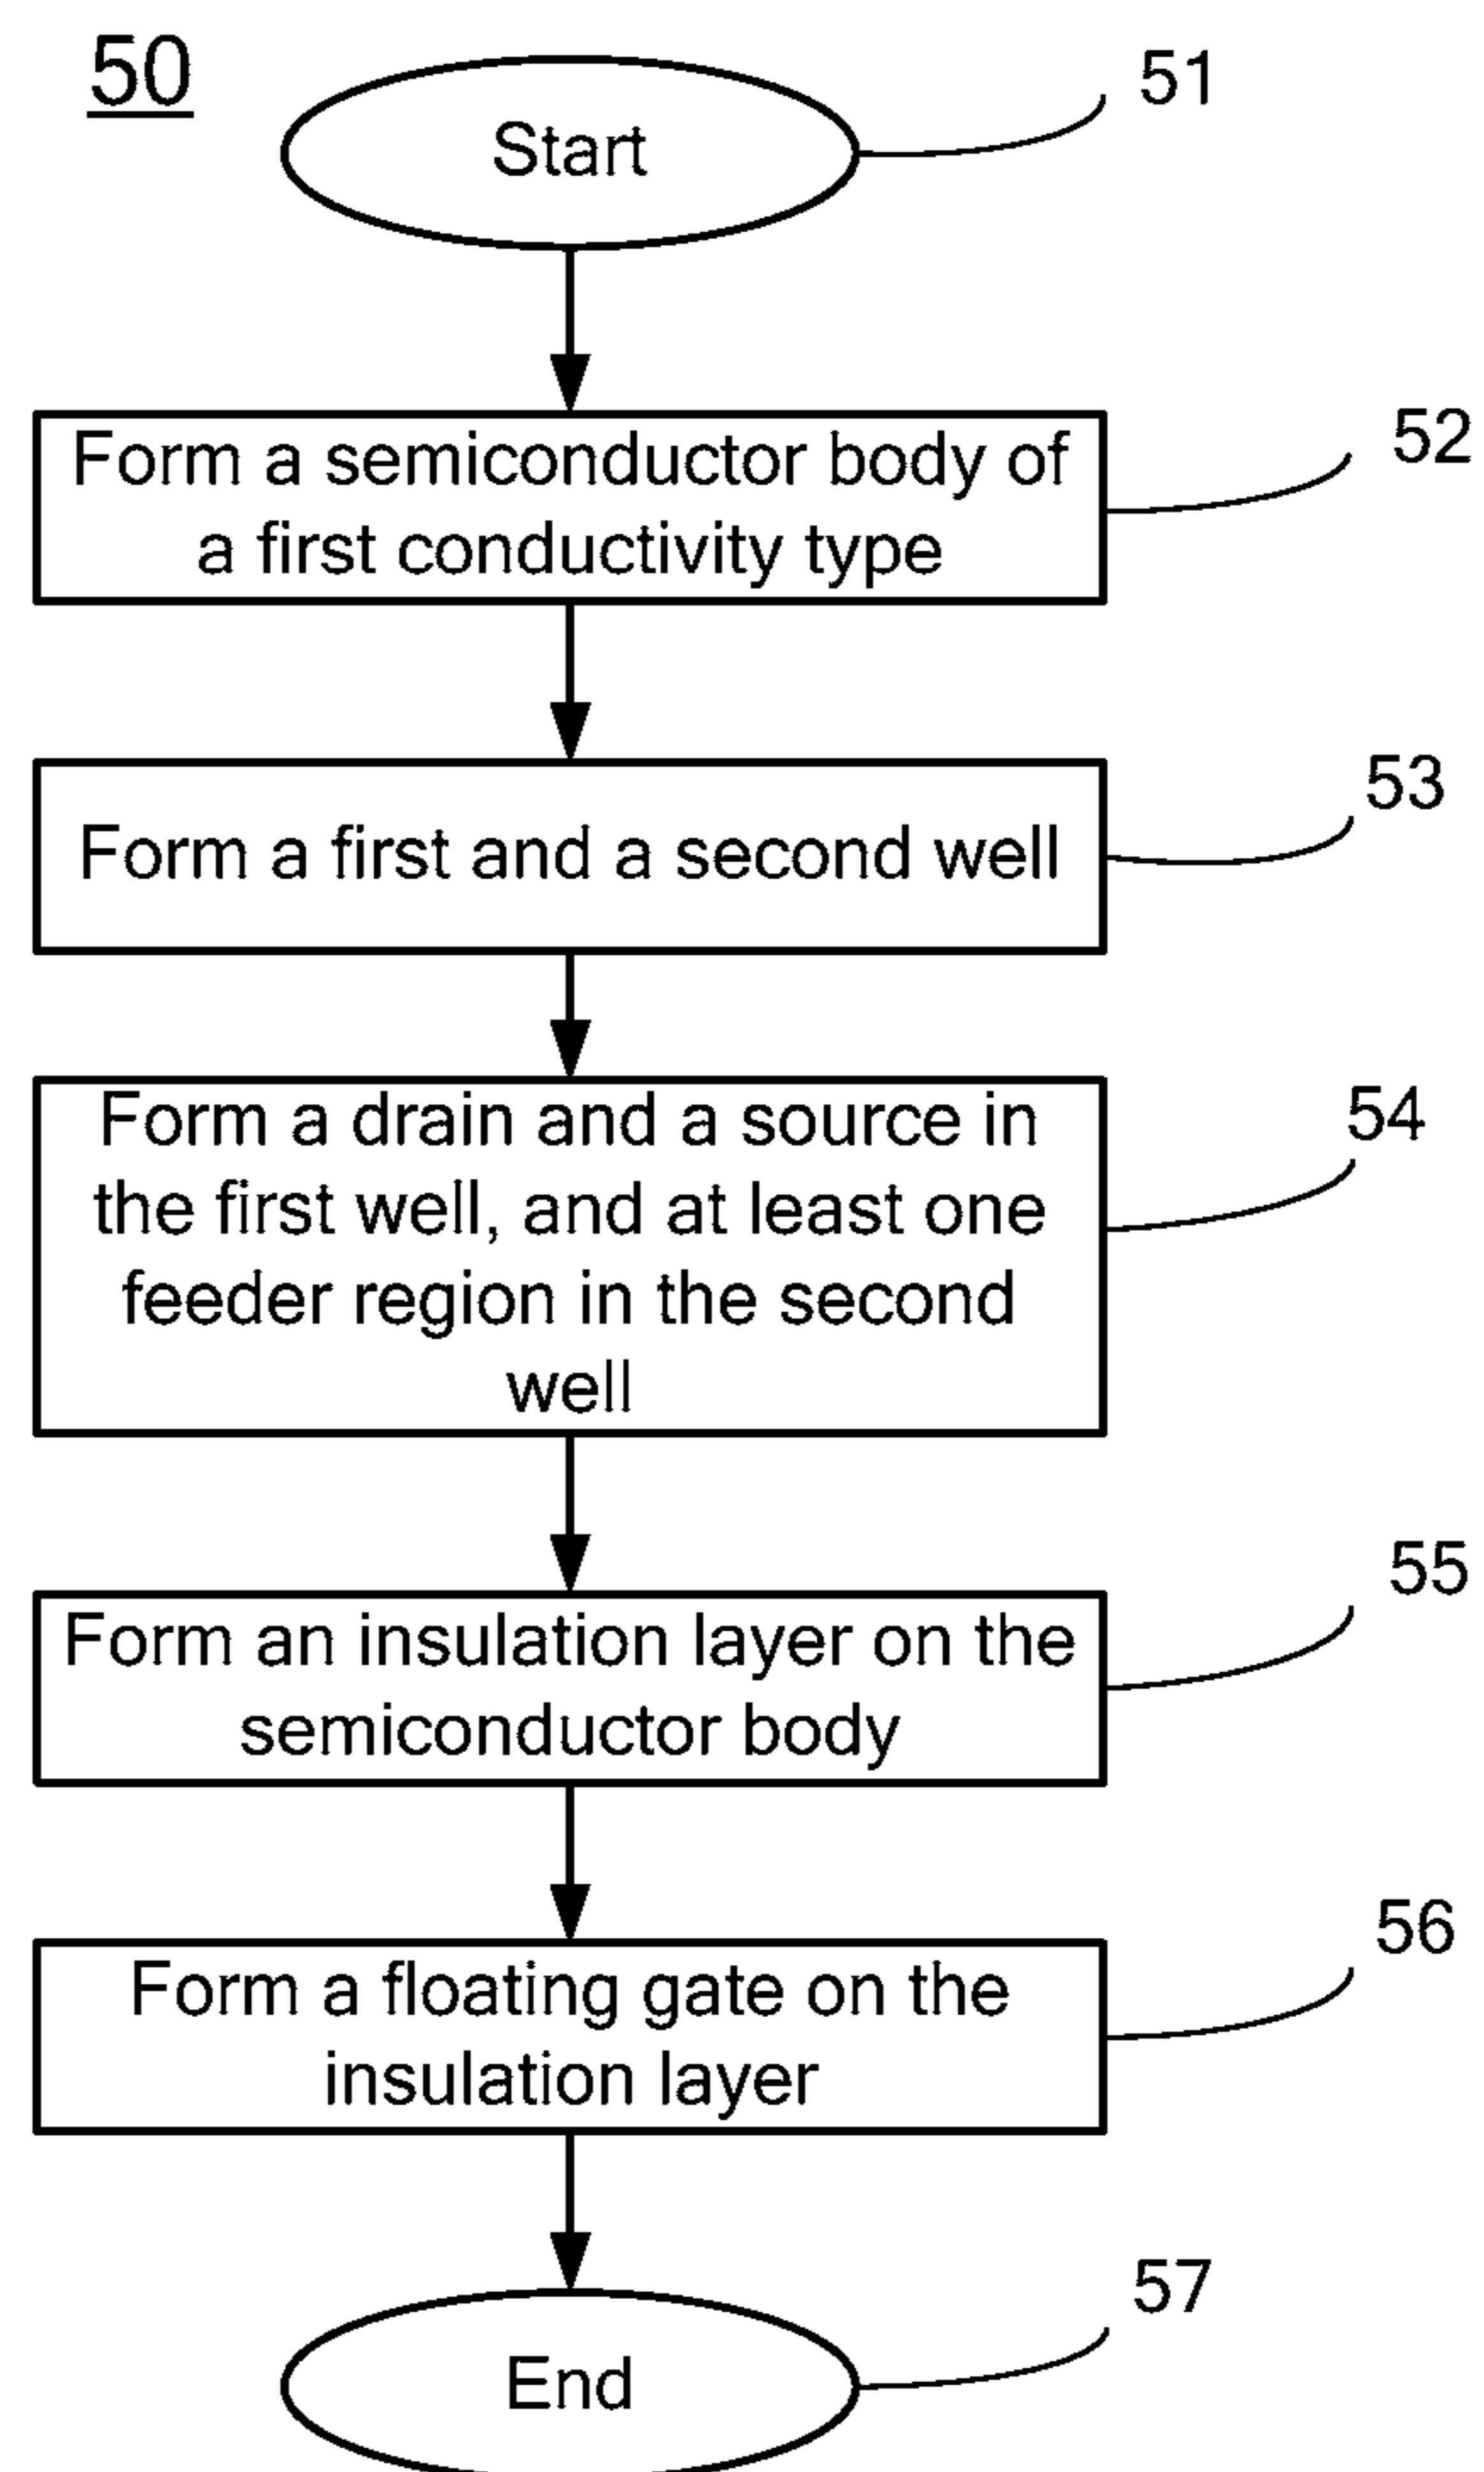 50
51
Start
52
Form a semiconductor body of
a first conductivity type
53
Form a first and a second well
54
Form a drain and a source in
the first well, and at least one
feeder region in the second
well
55
Form an insulation layer on the
semiconductor body
56
Form a floating gate on the
insulation layer
57
End